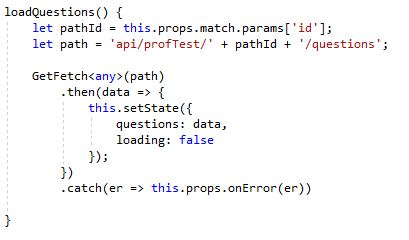 loadQuestions() {
    let pathId = this.props.match.params['id'];
    let path = 'api/profTest/' + pathId + '/questions';
    GetFetch<any>(path)
        .then(data => {
            this.setState({
                questions: data,
                loading: false
            });
        })
        .catch(er => this.props.onError(er))
}